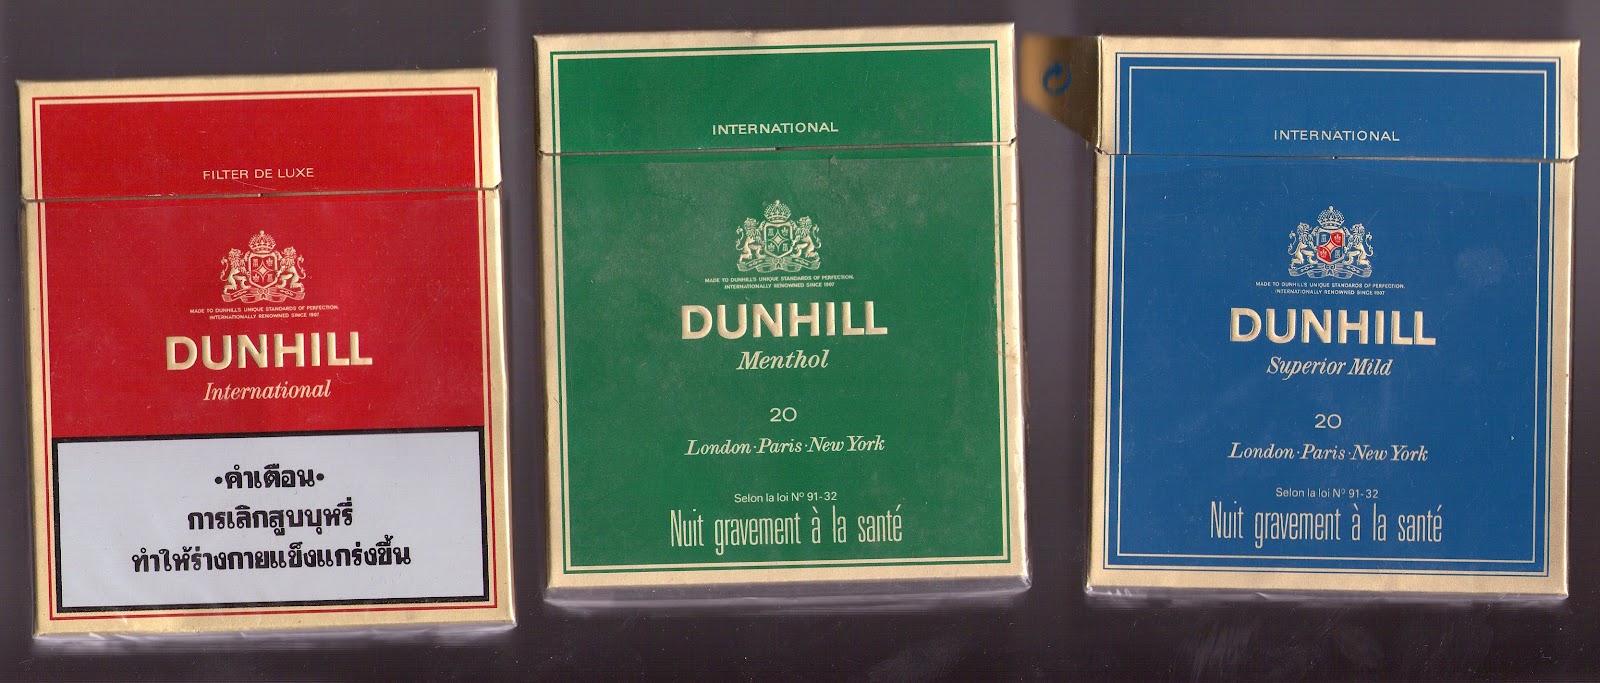 FILTER DE LUXE
MADE TO DUNHILL'S UNIQUE STANDARDS OF PERFECTION.
INTERNATIONALLY RENOWNED SINCE 1907
DUNHILL
International
•คำเตือน•
การเลิกสูบบุหรี่
ทำให้ร่างกายแข็งแกร่งขึ้น
INTERNATIONAL
MADE TO DUNHILL'S UNIQUE STANDARDS OF PERFECTION.
INTERNATIONALLY RENOWNED SINCE 1907
DUNHILL
Menthol
20
London·Paris·New York
Selon la loi Nº 91-32
Nuit gravement à la santé
INTERNATIONAL
MADE TO DUNHILL'S UNIQUE STANDARDS OF PERFECTION.
INTERNATIONALLY RENOWNED SINCE 1907
DUNHILL
Superior Mild
20
London·Paris·New York
Selon la loi Nº 91-32
Nuit gravement à la santé